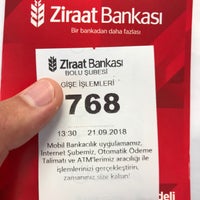 Ziraat Bankası
Bir bankadan daha fazlası
Ziraat Bankası
BOLU ŞUBESİ
GİŞE İŞLEMLERİ
768
13:30 21.09.2018
Mobil Bankacılık uygulamamız,
İnternet Şubemiz, Otomatik Ödeme
Talimatı ve ATM'lerimiz aracılığı ile
işlemlerinizi gerçekleştirin,
zamanınız size kalsın!
deli